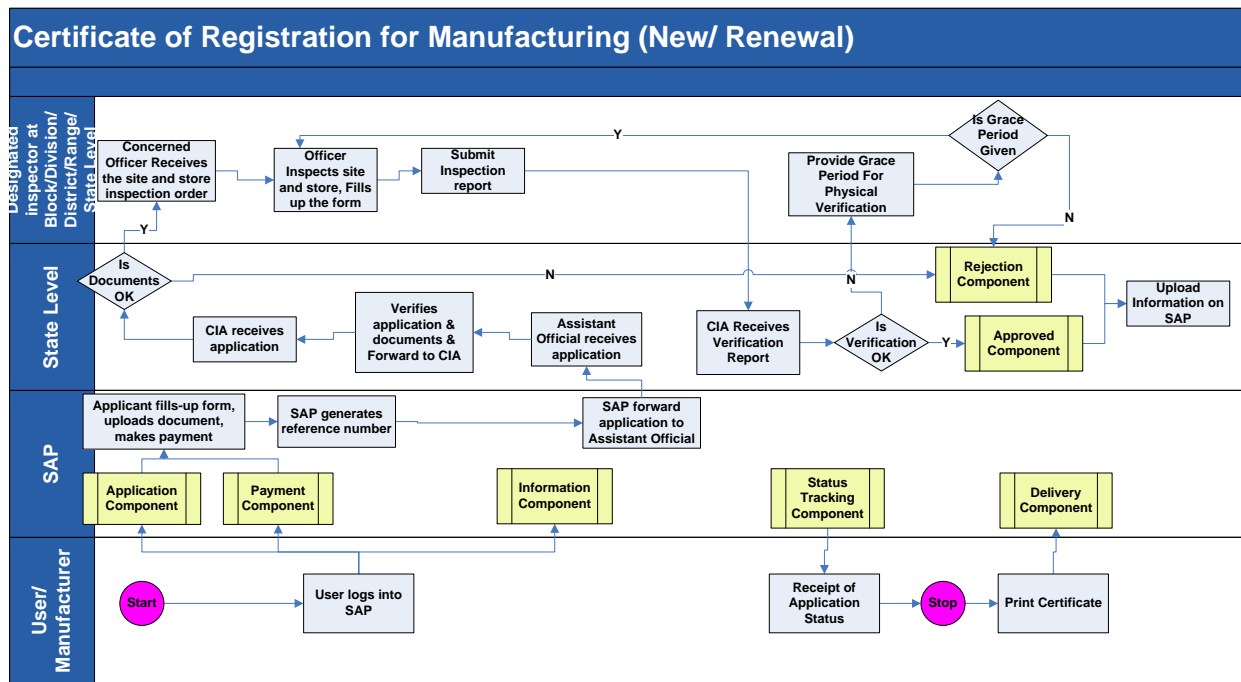 Certificate of Registration for Manufacturing (New/ Renewal)
Designated
inspector at
Block/Division/
District/Range/
State Level
Concerned
Officer Receives
the site and store
inspection order
Officer
Inspects site
and store, Fills
up the form
Submit
Inspection
report
Provide Grace
Period For
Physical
Verification
Is Grace
Period
Given
Y
N
Y
State Level
Is
Documents
OK
N
CIA receives
application
Verifies
application &
documents &
Forward to CIA
Assistant
Official receives
application
CIA Receives
Verification
Report
Is
Verification
OK
N
Y
Rejection
Component
Approved
Component
Upload
Information on
SAP
SAP
Applicant fills-up form,
uploads document,
makes payment
SAP generates
reference number
SAP forward
application to
Assistant Official
Application
Component
Payment
Component
Information
Component
Status
Tracking
Component
Delivery
Component
User/
Manufacturer
Start
User logs into
SAP
Receipt of
Application
Status
Stop
Print Certificate